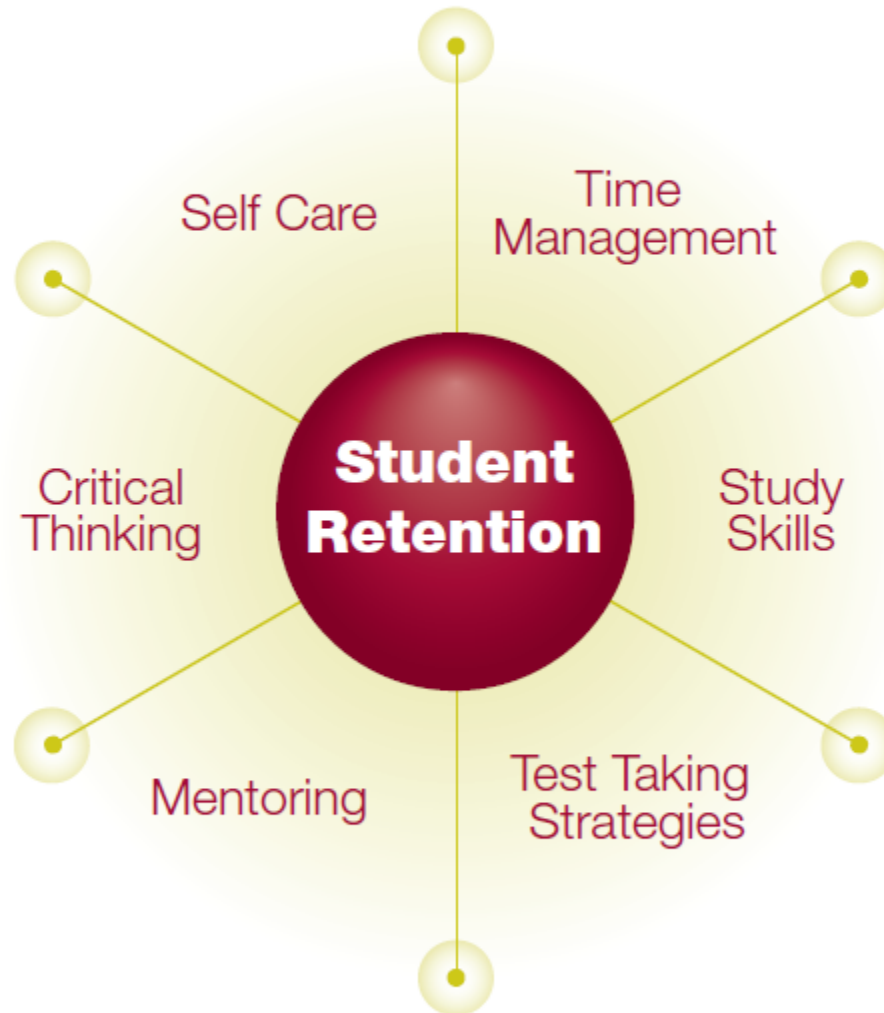 Self Care
Time
Management
Critical
Thinking
Student
Retention
Study
Skills
Mentoring
Test Taking
Strategies